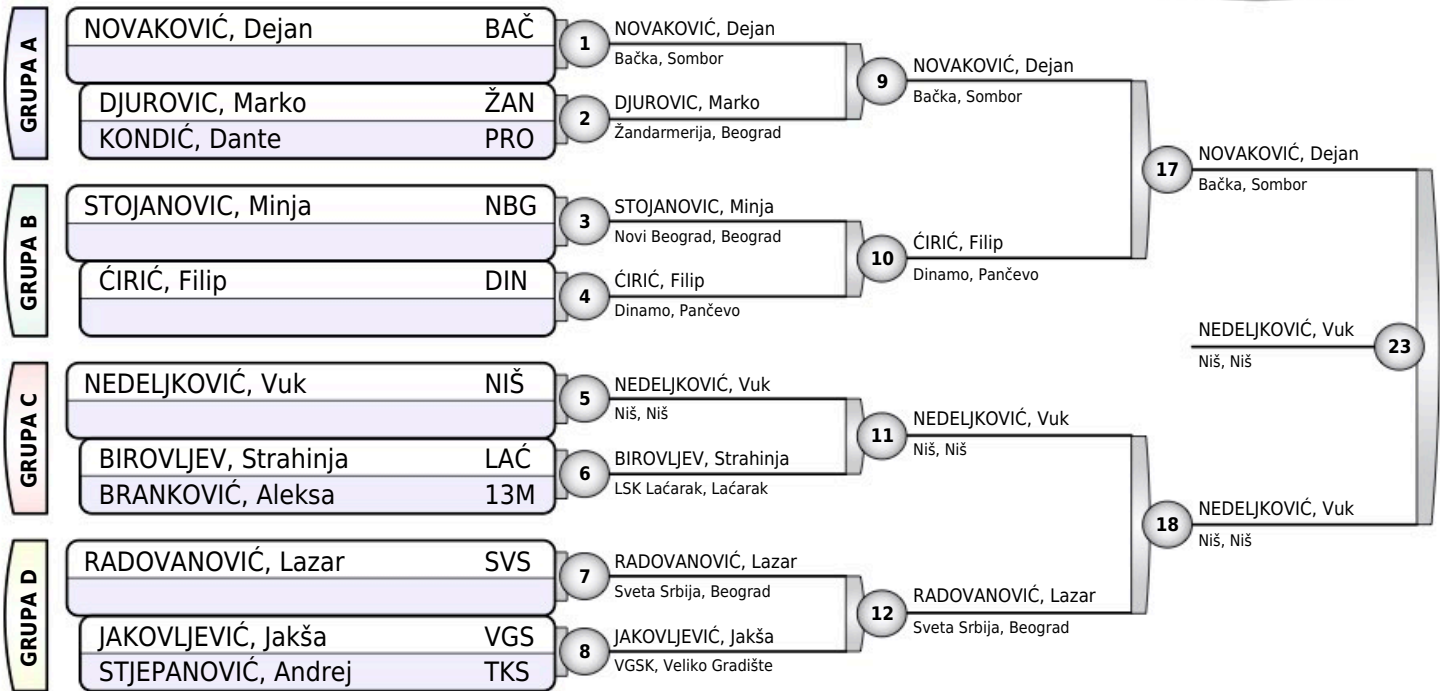 GRUPA A
NOVAKOVIĆ, Dejan BAČ
DJUROVIC, Marko ŽAN
KONDIĆ, Dante PRO
GRUPA B
STOJANOVIC, Minja NBG
ĆIRIĆ, Filip DIN
GRUPA C
NEDELJKOVIĆ, Vuk NIŠ
BIROVLJEV, Strahinja LAĆ
BRANKOVIĆ, Aleksa 13M
GRUPA D
RADOVANOVIĆ, Lazar SVS
JAKOVLJEVIĆ, Jakša VGS
STJEPANOVIĆ, Andrej TKS
1 NOVAKOVIĆ, Dejan
Bačka, Sombor
2 DJUROVIC, Marko
Žandarmerija, Beograd
3 STOJANOVIC, Minja
Novi Beograd, Beograd
4 ĆIRIĆ, Filip
Dinamo, Pančevo
5 NEDELJKOVIĆ, Vuk
Niš, Niš
6 BIROVLJEV, Strahinja
LSK Laćarak, Laćarak
7 RADOVANOVIĆ, Lazar
Sveta Srbija, Beograd
8 JAKOVLJEVIĆ, Jakša
VGSK, Veliko Gradište
9 NOVAKOVIĆ, Dejan
Bačka, Sombor
10 ĆIRIĆ, Filip
Dinamo, Pančevo
11 NEDELJKOVIĆ, Vuk
Niš, Niš
12 RADOVANOVIĆ, Lazar
Sveta Srbija, Beograd
17 NOVAKOVIĆ, Dejan
Bačka, Sombor
18 NEDELJKOVIĆ, Vuk
Niš, Niš
NEDELJKOVIĆ, Vuk 23
Niš, Niš